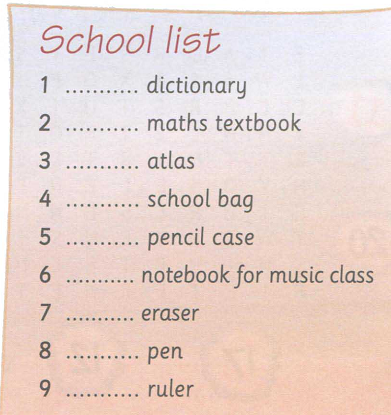 School list
1 ........... dictionary
2 ........... maths textbook
3 ........... atlas
4 ........... school bag
5 ........... pencil case
6 ........... notebook for music class
7 ........... eraser
8 ........... pen
9 ........... ruler